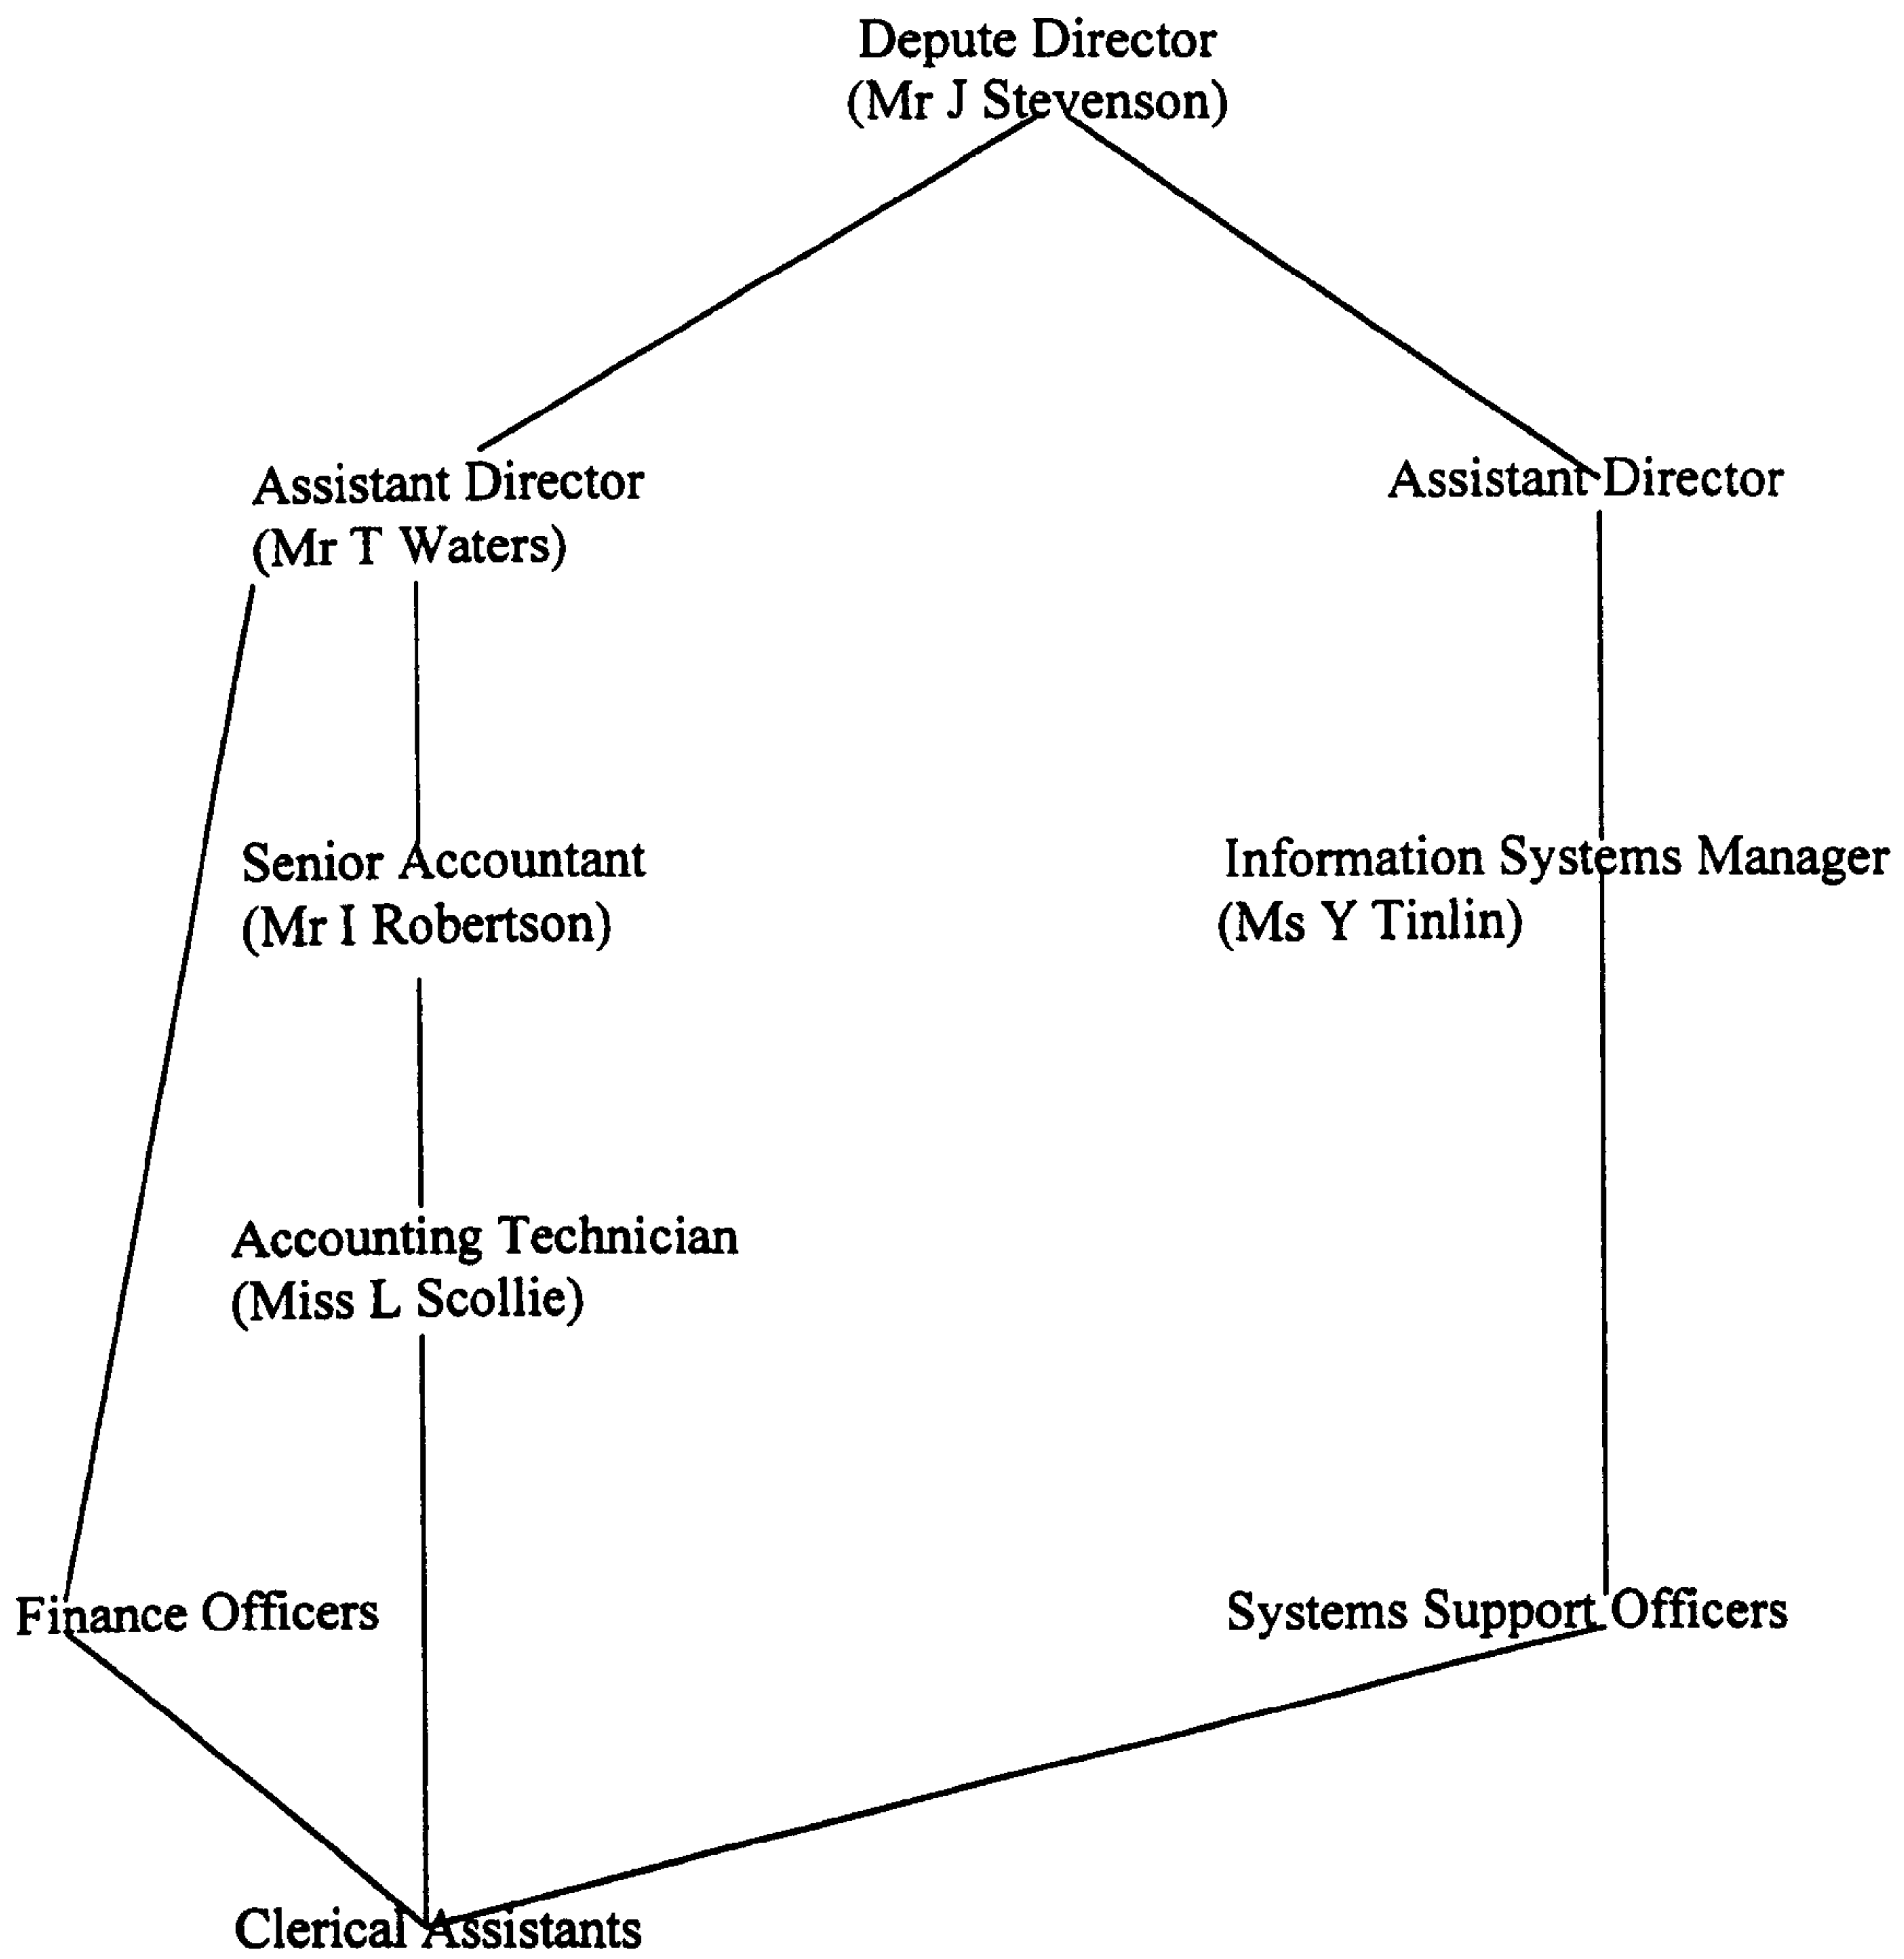 Depute Director
(Mr J Stevenson)
Assistant Director
(Mr T Waters)
Assistant Director
Senior Accountant
(Mr I Robertson)
Information Systems Manager
(Ms Y Tinlin)
Accounting Technician
(Miss L Scollie)
Finance Officers
Systems Support Officers
Clerical Assistants